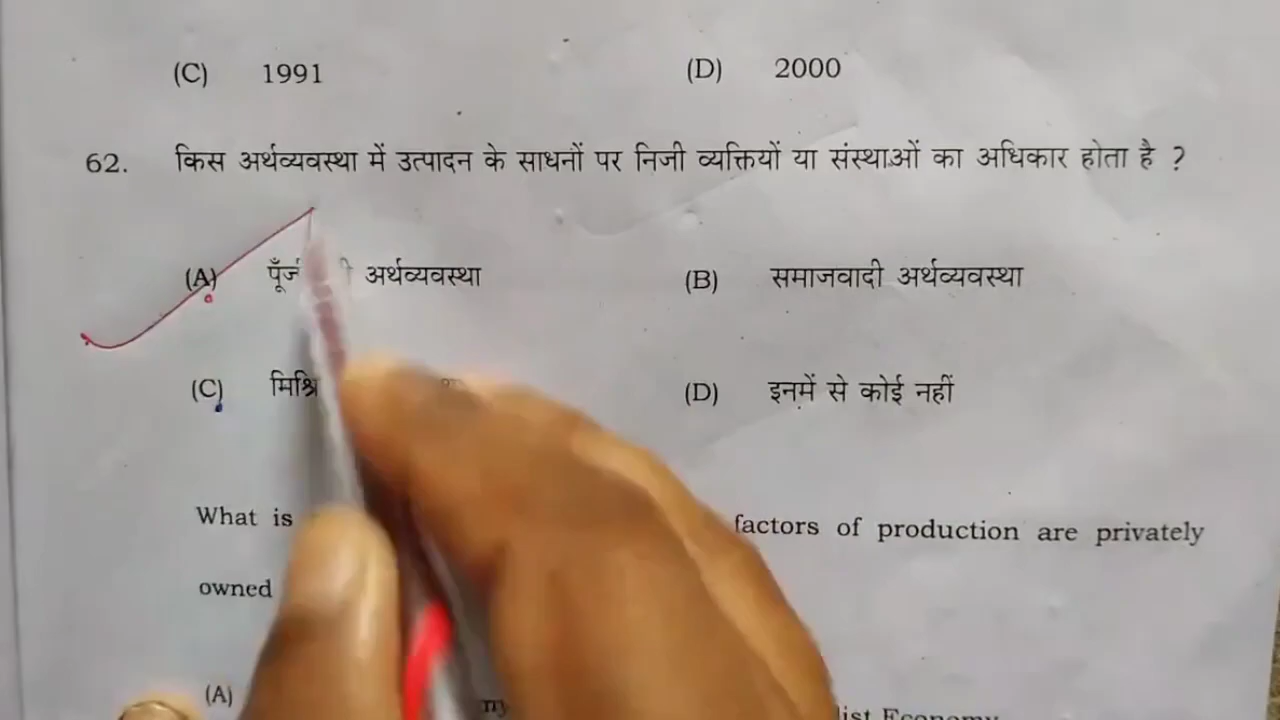 (C) 1991 (D) 2000
62. किस अर्थव्यवस्था में उत्पादन के साधनों पर निजी व्यक्तियों या संस्थाओं का अधिकार होता है ?
(A) अर्थव्यवस्था (B) समाजवादी अर्थव्यवस्था
(C) (D) इनमें से कोई नहीं
What is factors of production are privately
owned
(A) Economy